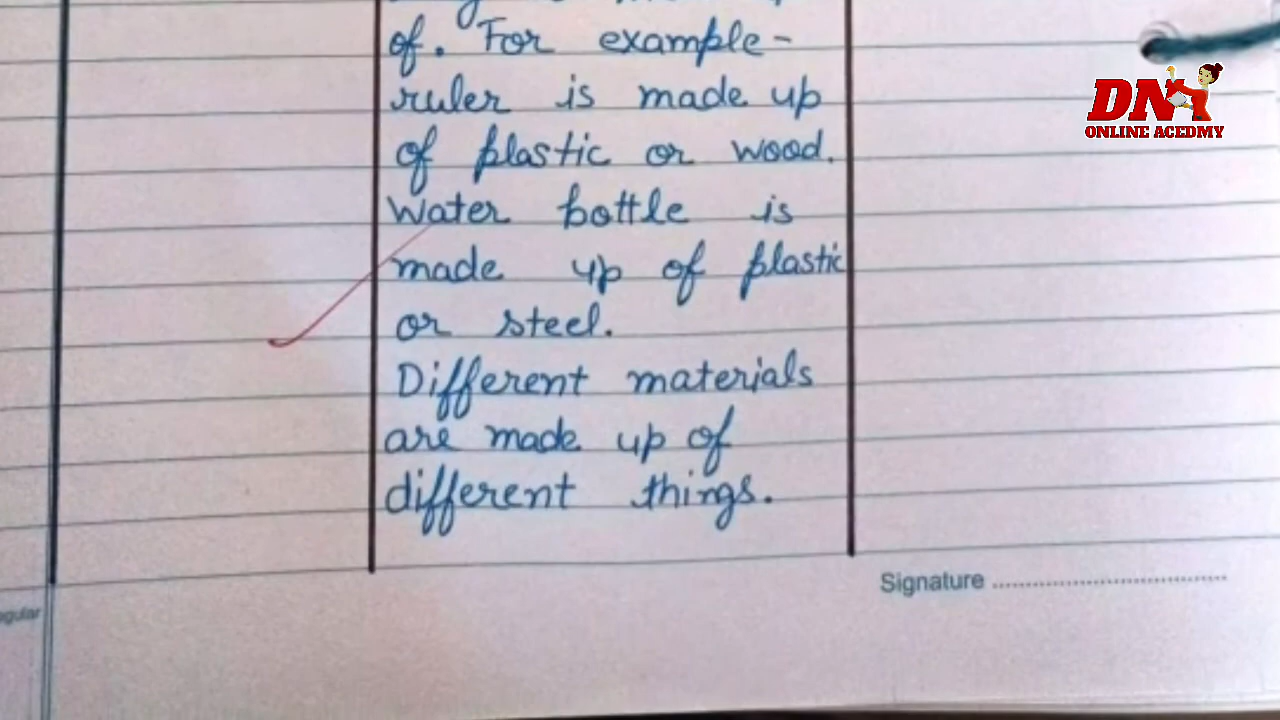 of. For example-
ruler is made up
of plastic or wood.
Water bottle is
made up of plastic
or steel.
Different materials
are made up of
different things.
Signature ....................................
DNY
ONLINE ACEDMY